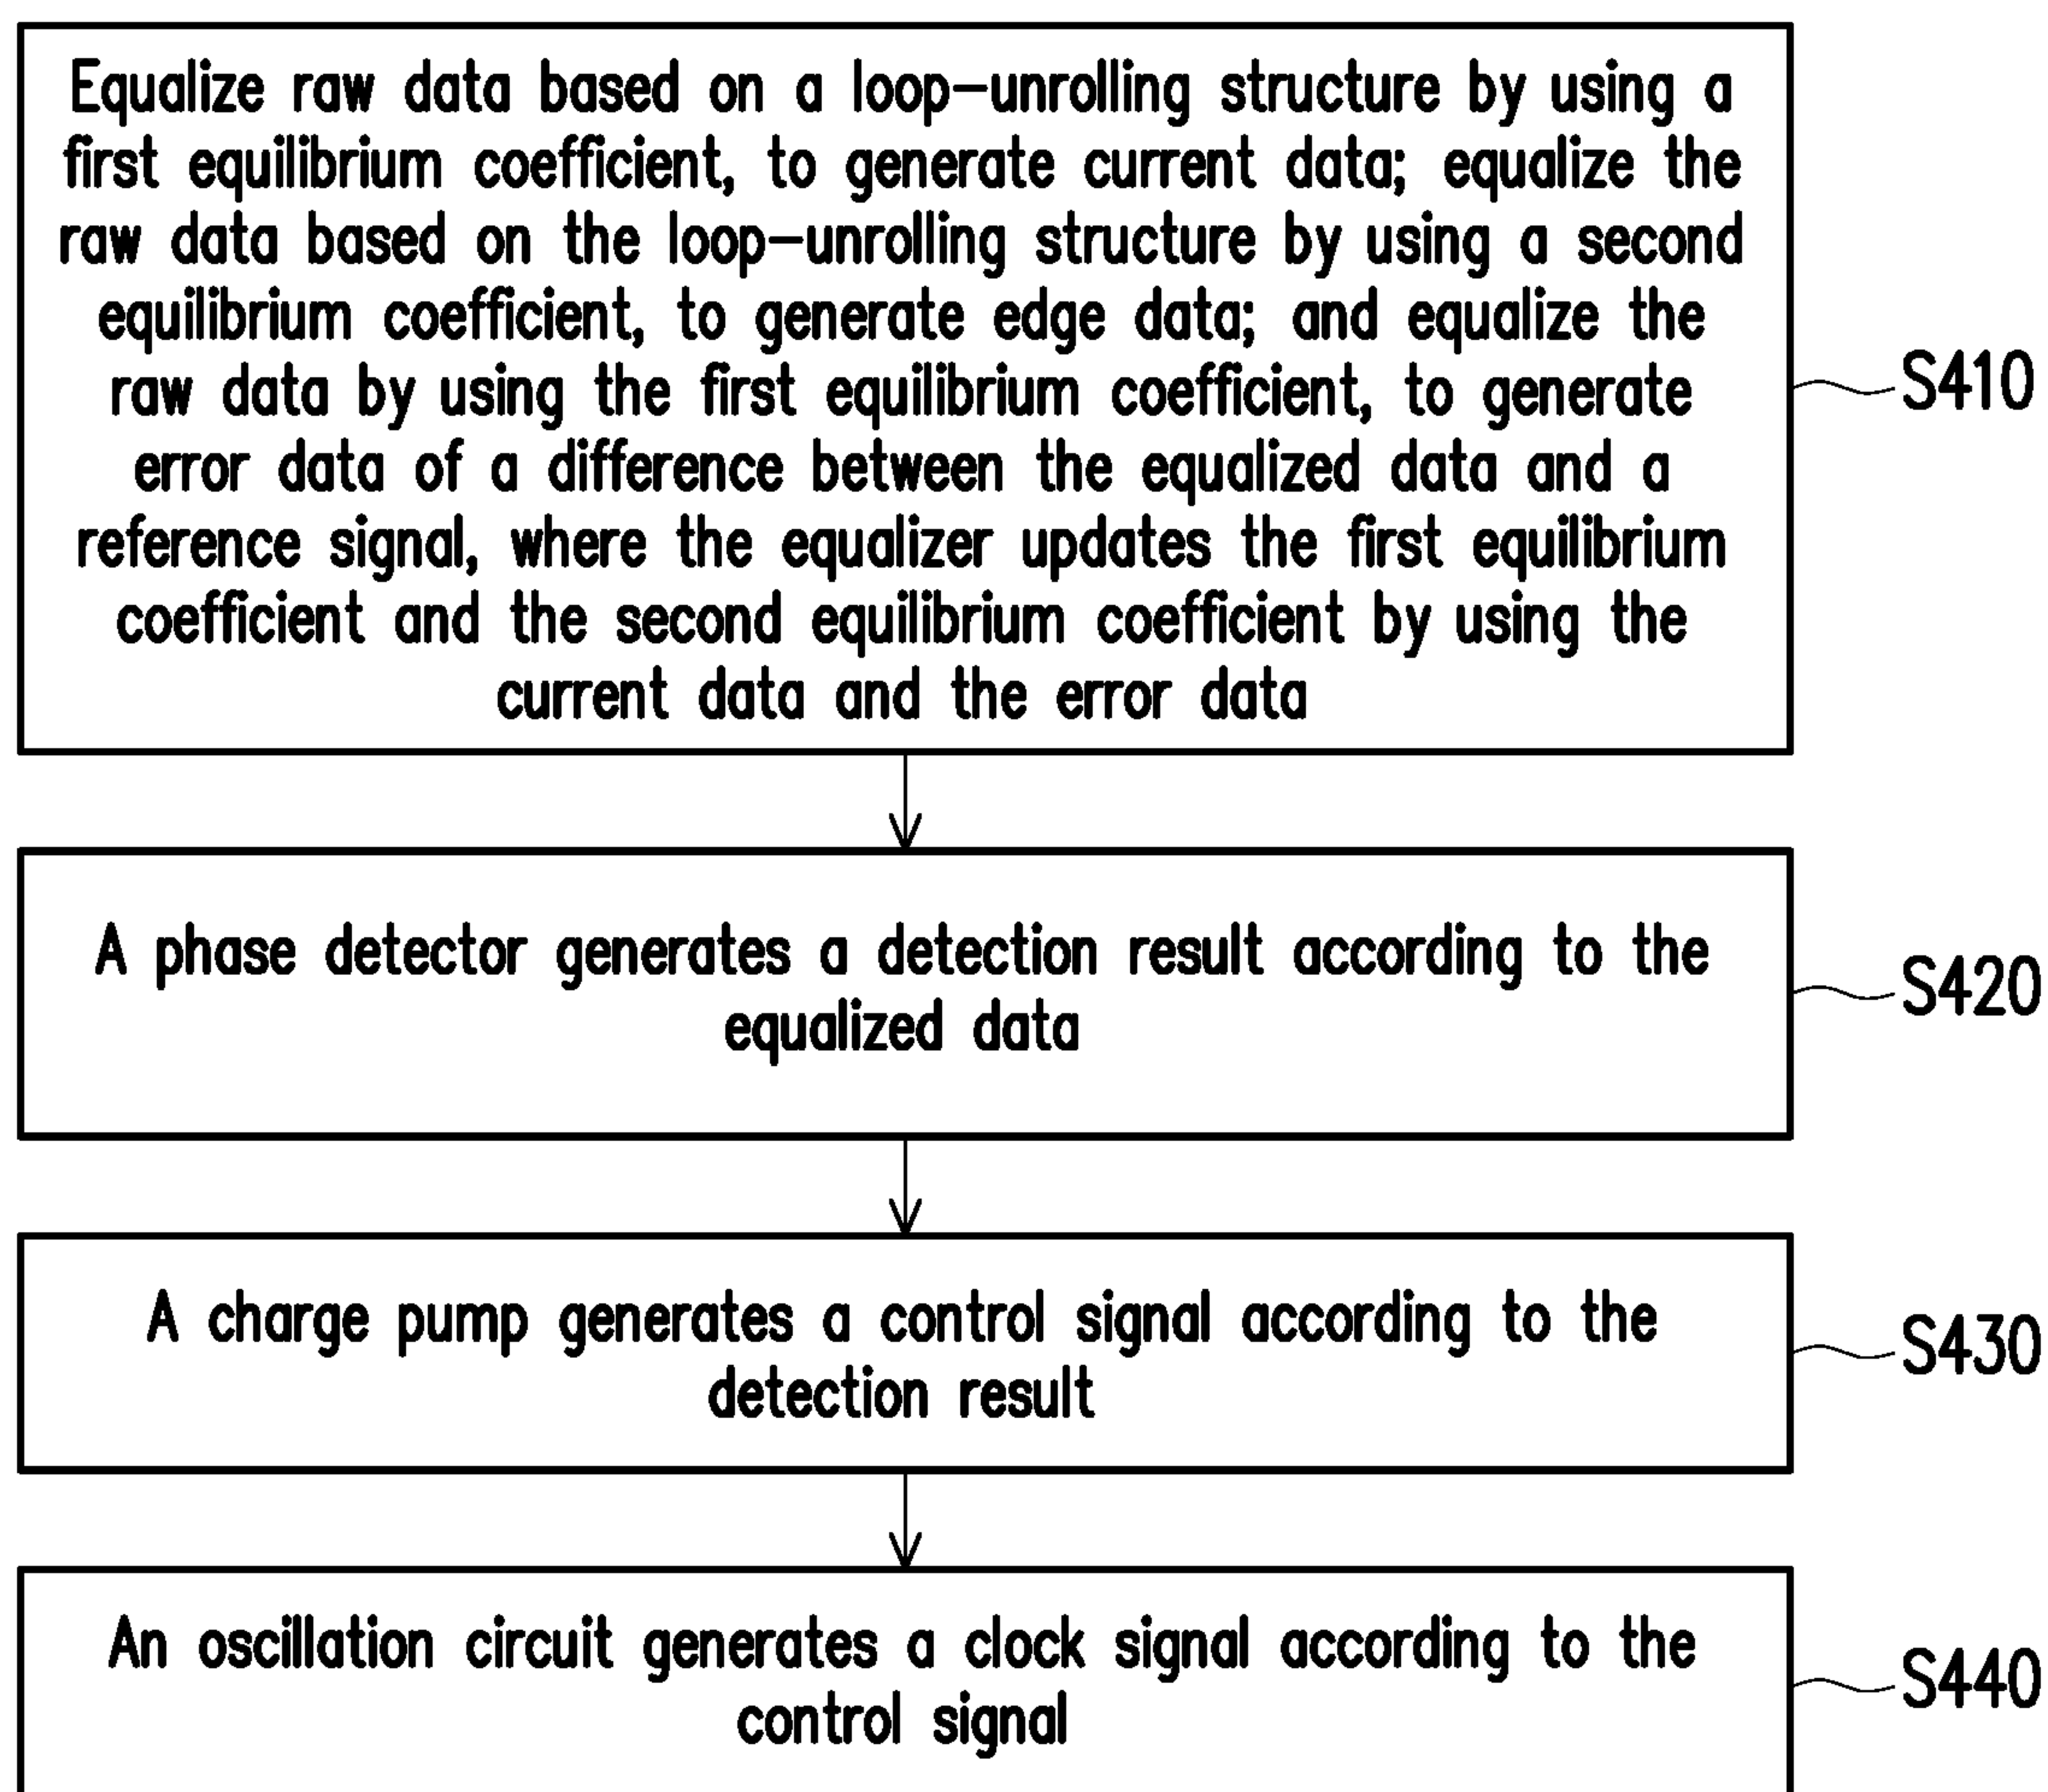 Equalize raw data based on a loop-unrolling structure by using a
first equilibrium coefficient, to generate current data; equalize the
raw data based on the loop-unrolling structure by using a second
equilibrium coefficient, to generate edge data; and equalize the
raw data by using the first equilibrium coefficient, to generate
error data of a difference between the equalized data and a
reference signal, where the equalizer updates the first equilibrium
coefficient and the second equilibrium coefficient by using the
current data and the error data
S410
A phase detector generates a detection result according to the
equalized data
S420
A charge pump generates a control signal according to the
detection result
S430
An oscillation circuit generates a clock signal according to the
control signal
S440